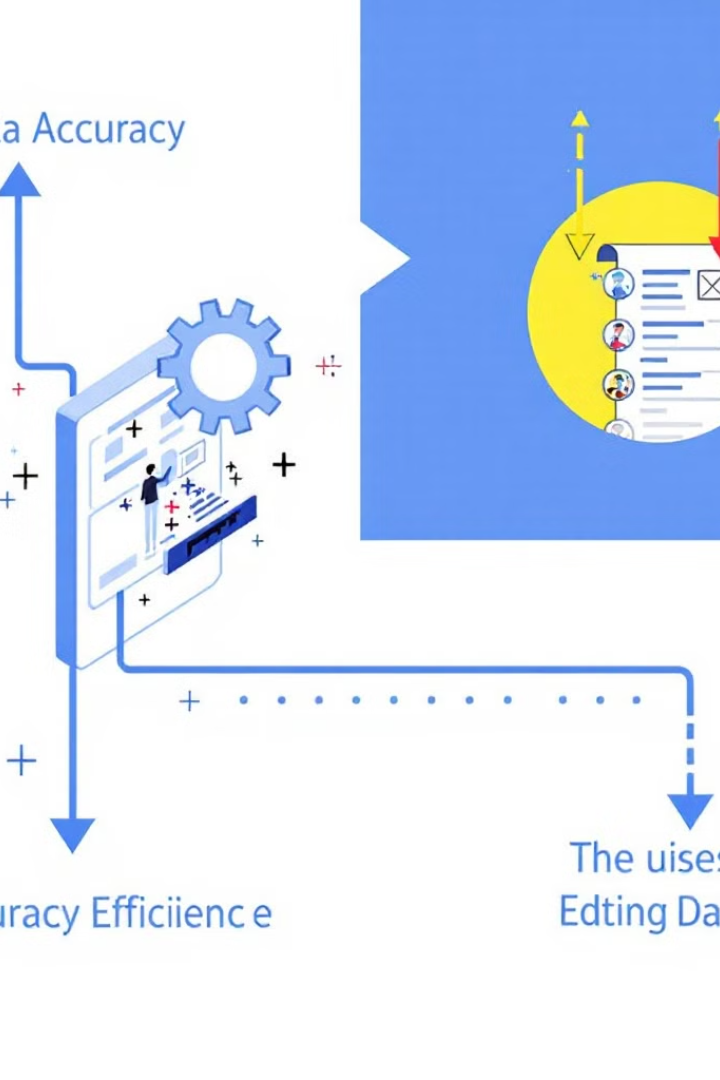 a Accuracy
uracy Efficiienc e
The uises
Edting Da